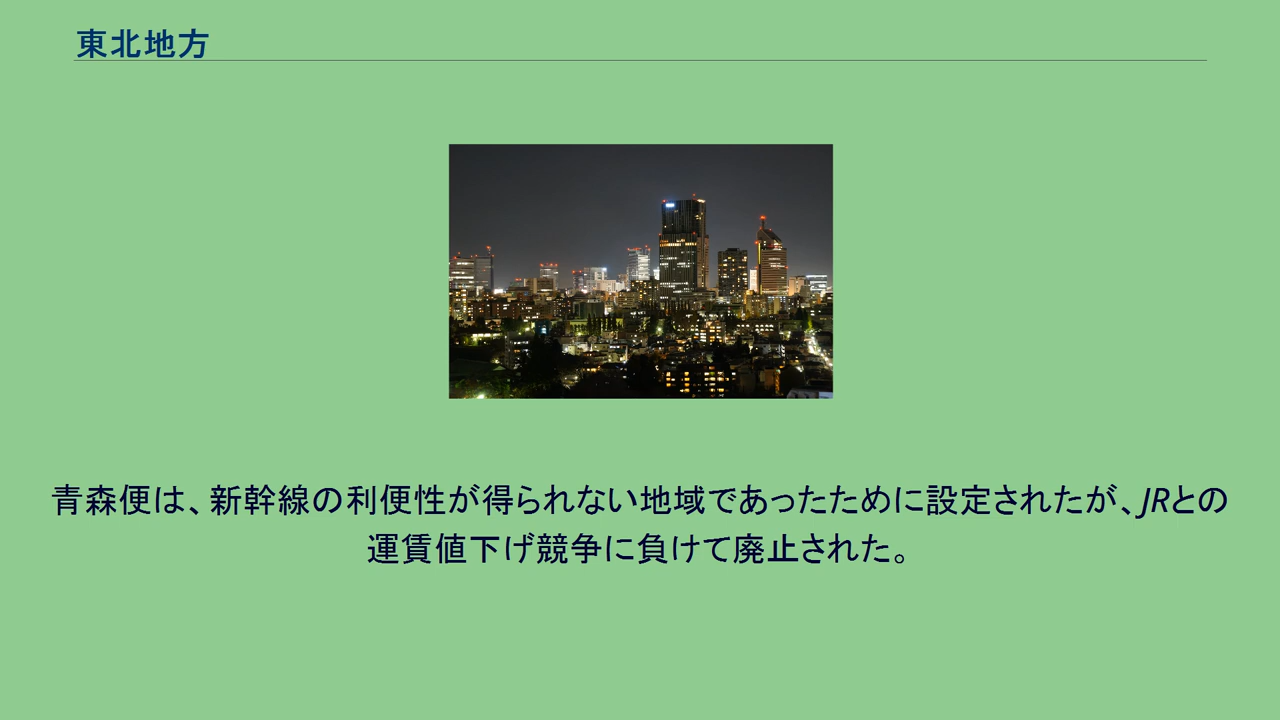 東北地方
青森便は、新幹線の利便性が得られない地域であったために設定されたが、JRとの
運賃値下げ競争に負けて廃止された。